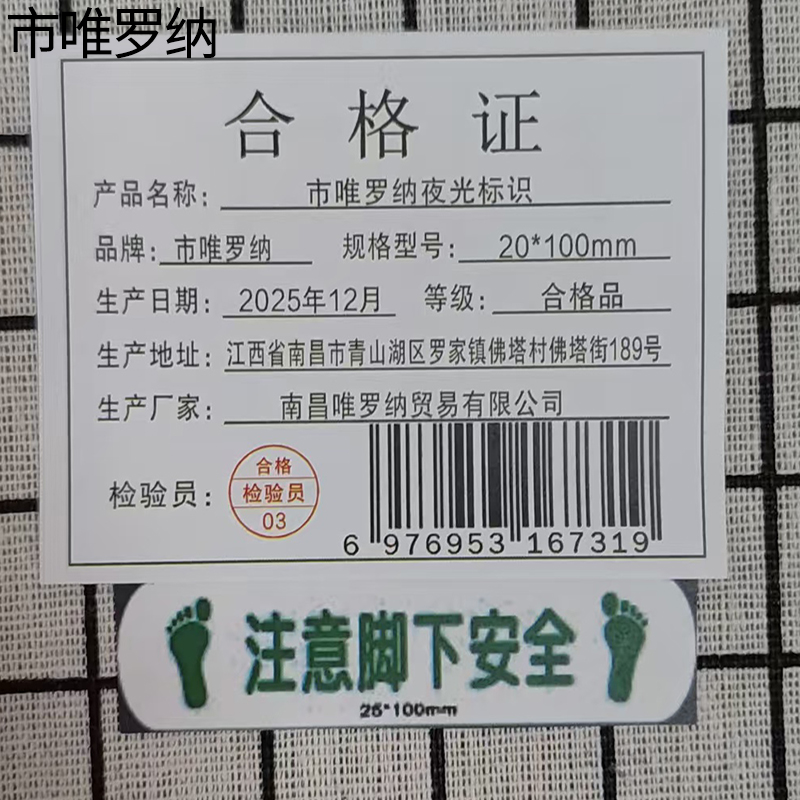 市唯罗纳
合格证
产品名称: 市唯罗纳夜光标识
品牌: 市唯罗纳 规格型号: 20*100mm
生产日期: 2025年12月 等级: 合格品
生产地址: 江西省南昌市青山湖区罗家镇佛塔村佛塔街189号
生产厂家: 南昌唯罗纳贸易有限公司
检验员:
合格
检验员
03
6 976953 167319
注意脚下安全
26*100mm